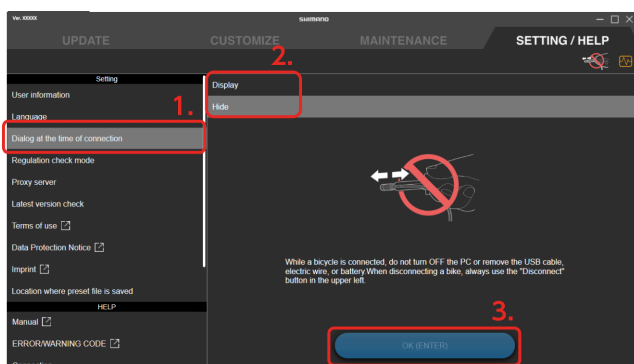 Ver. XXXXX
SHIMANO
UPDATE
CUSTOMIZE
MAINTENANCE
SETTING / HELP
2.
Setting
User information
Language
1.
Dialog at the time of connection
Regulation check mode
Proxy server
Latest version check
Terms of use
Data Protection Notice
Imprint
Location where preset file is saved
HELP
Manual
ERROR/WARNING CODE
Display
Hide
While a bicycle is connected, do not turn OFF the PC or remove the USB cable,
electric wire, or battery.When disconnecting a bike, always use the "Disconnect"
button in the upper left.
3.
OK (ENTER)